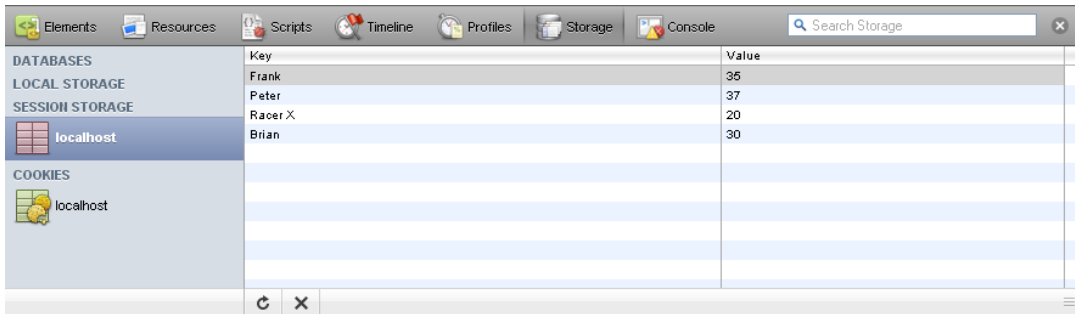 Elements Resources Scripts Timeline Profiles Storage Console Search Storage
DATABASES
LOCAL STORAGE
SESSION STORAGE
localhost
COOKIES
localhost
Key Value
Frank 35
Peter 37
Racer X 20
Brian 30